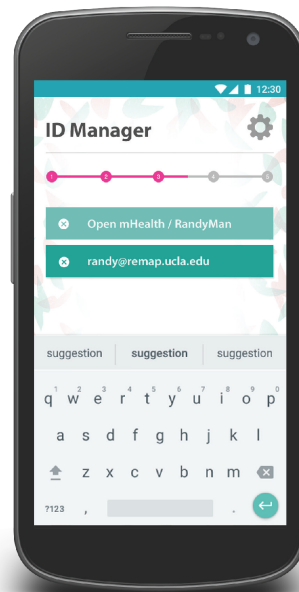 12:30
ID Manager
1 2 3 4 5
Open mHealth / RandyMan
randy@remap.ucla.edu
suggestion suggestion suggestion
1 2 3 4 5 6 7 8 9 0
q w e r t y u i o p
a s d f g h j k l
z x c v b n m
?123 , .